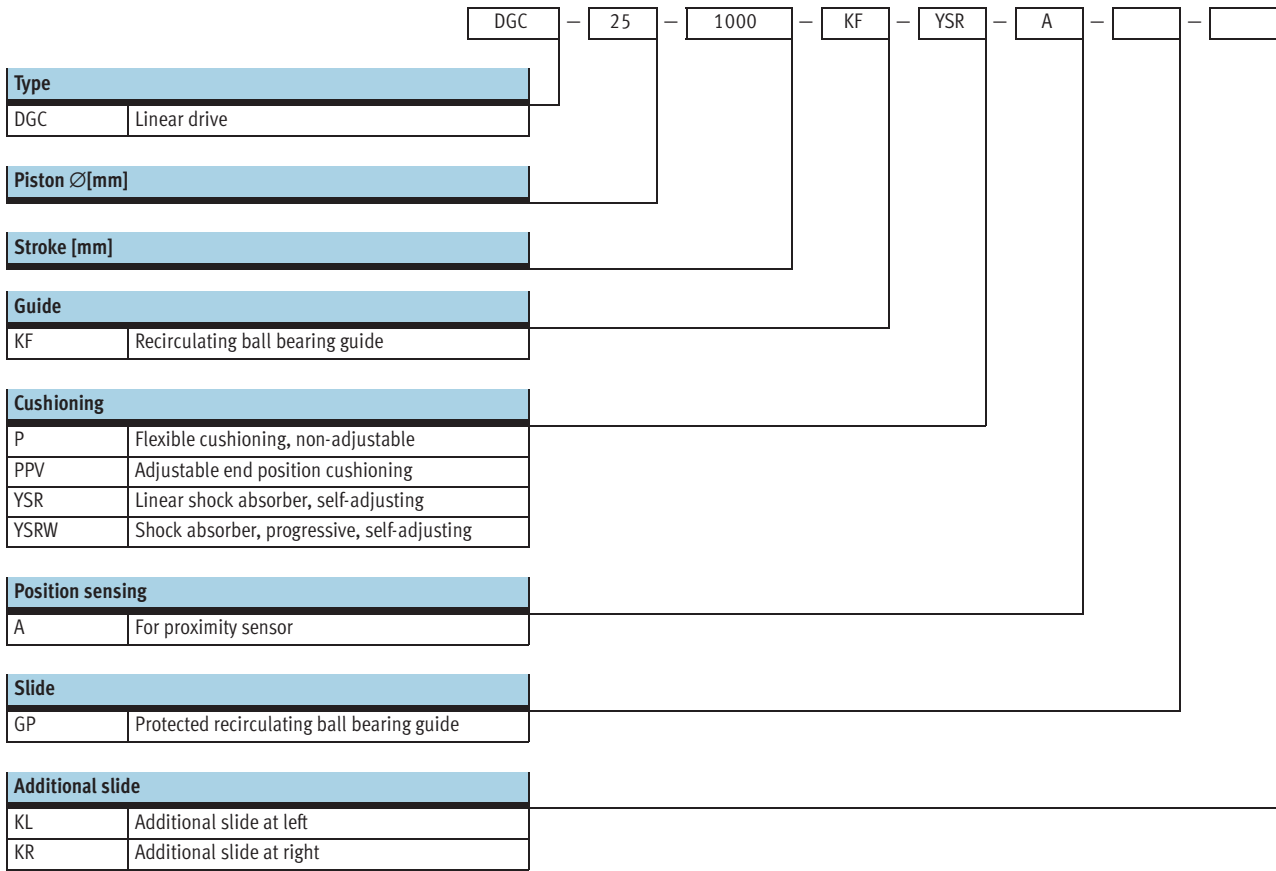 DGC – 25 – 1000 – KF – YSR – A – –
Type
DGC Linear drive
Piston ∅[mm]
Stroke [mm]
Guide
KF Recirculating ball bearing guide
Cushioning
P Flexible cushioning, non-adjustable
PPV Adjustable end position cushioning
YSR Linear shock absorber, self-adjusting
YSRW Shock absorber, progressive, self-adjusting
Position sensing
A For proximity sensor
Slide
GP Protected recirculating ball bearing guide
Additional slide
KL Additional slide at left
KR Additional slide at right